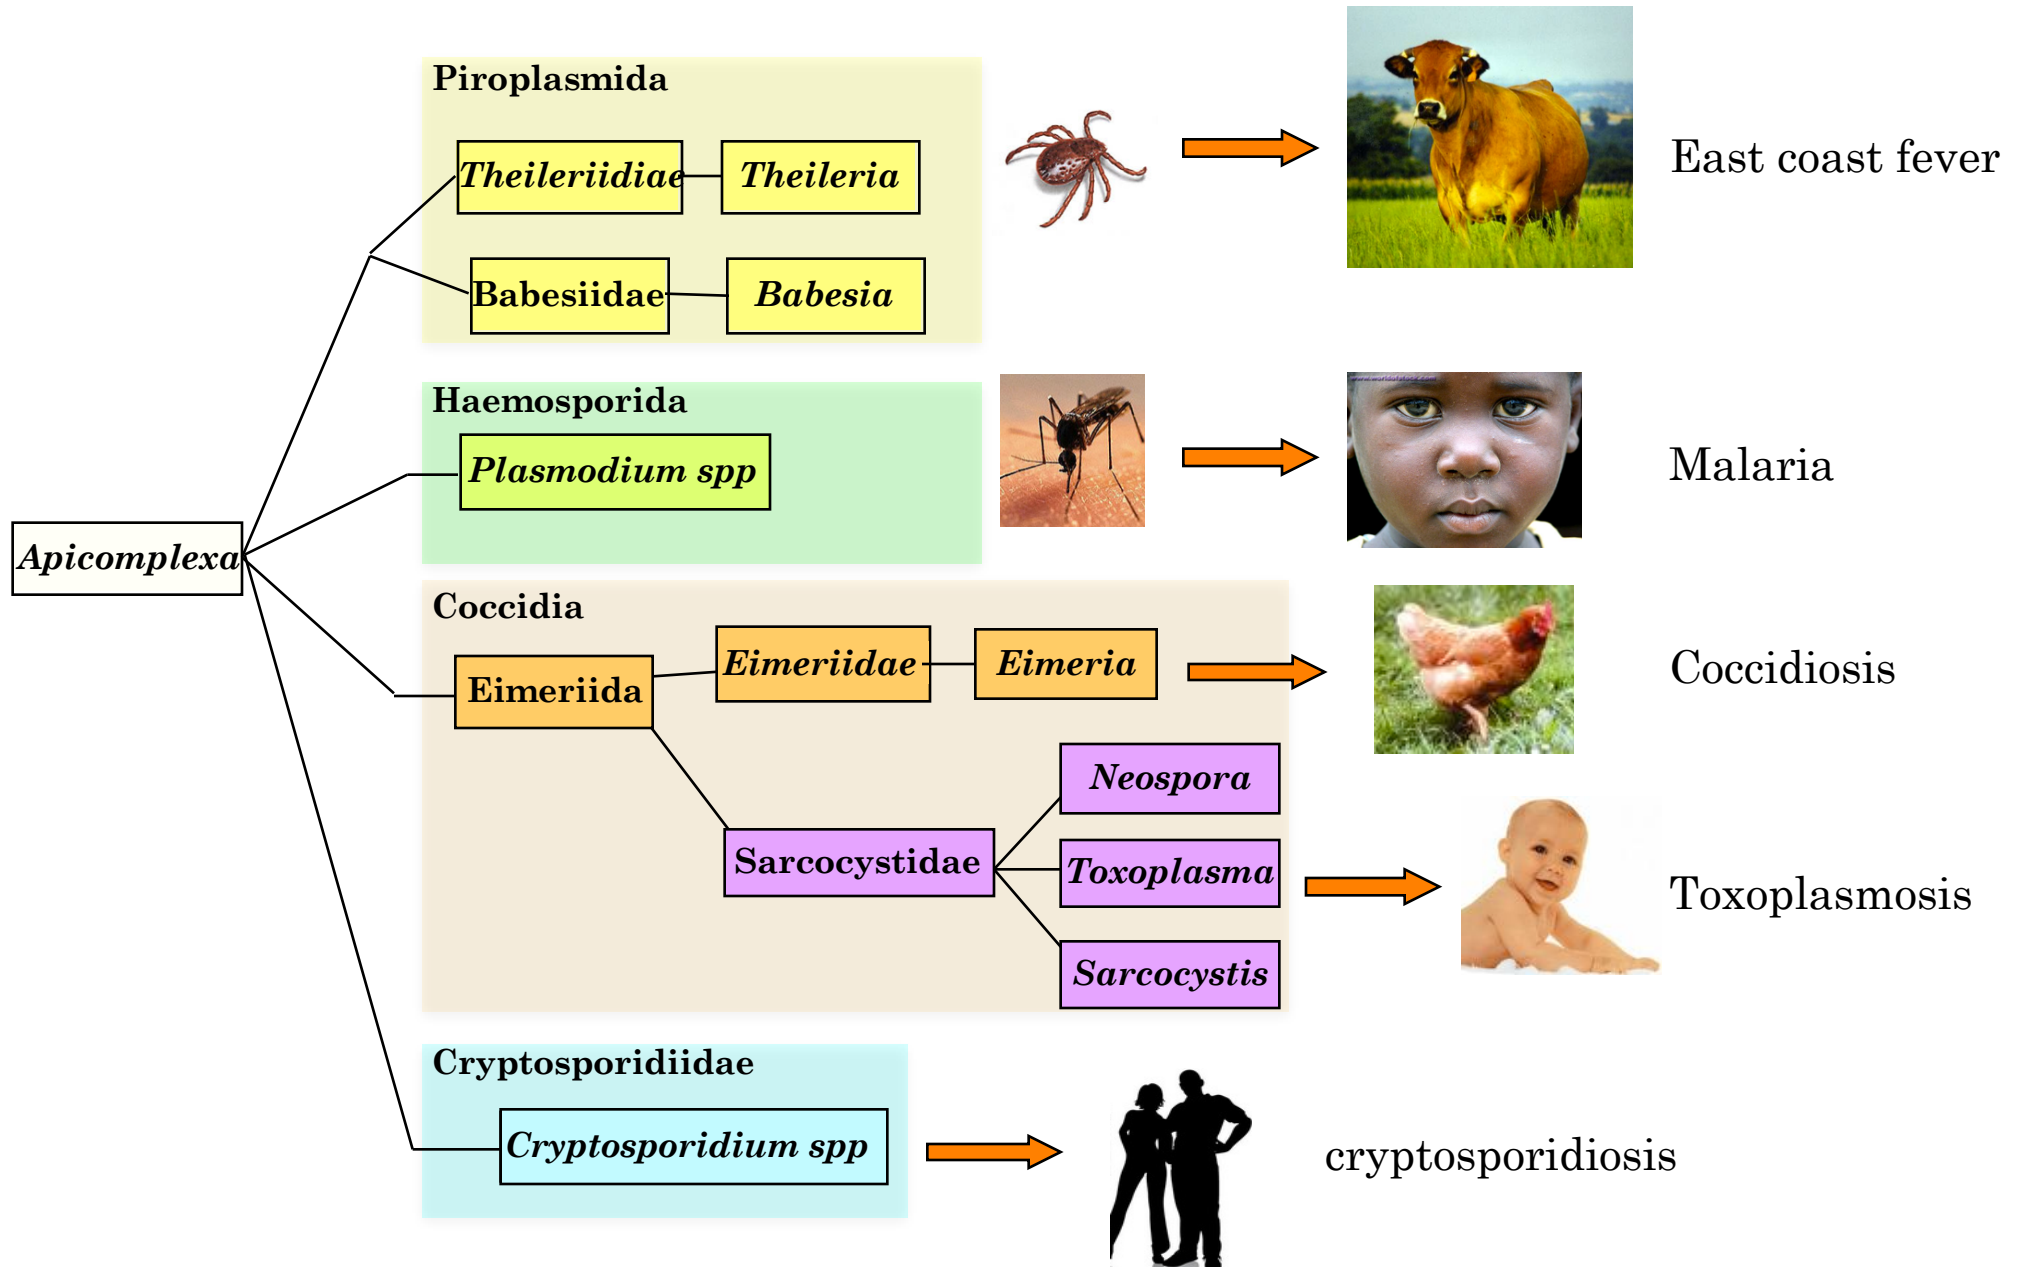 Piroplasmida
Theileriidiae
Theileria
East coast fever
Babesiidae
Babesia
Haemosporida
Plasmodium spp
Malaria
Apicomplexa
Coccidia
Eimeriida
Eimeriidae
Eimeria
Coccidiosis
Neospora
Sarcocystidae
Toxoplasma
Toxoplasmosis
Sarcocystis
Cryptosporidiidae
Cryptosporidium spp
cryptosporidiosis